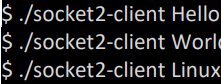 $ ./socket2-client Hello
$ ./socket2-client World
$ ./socket2-client Linux